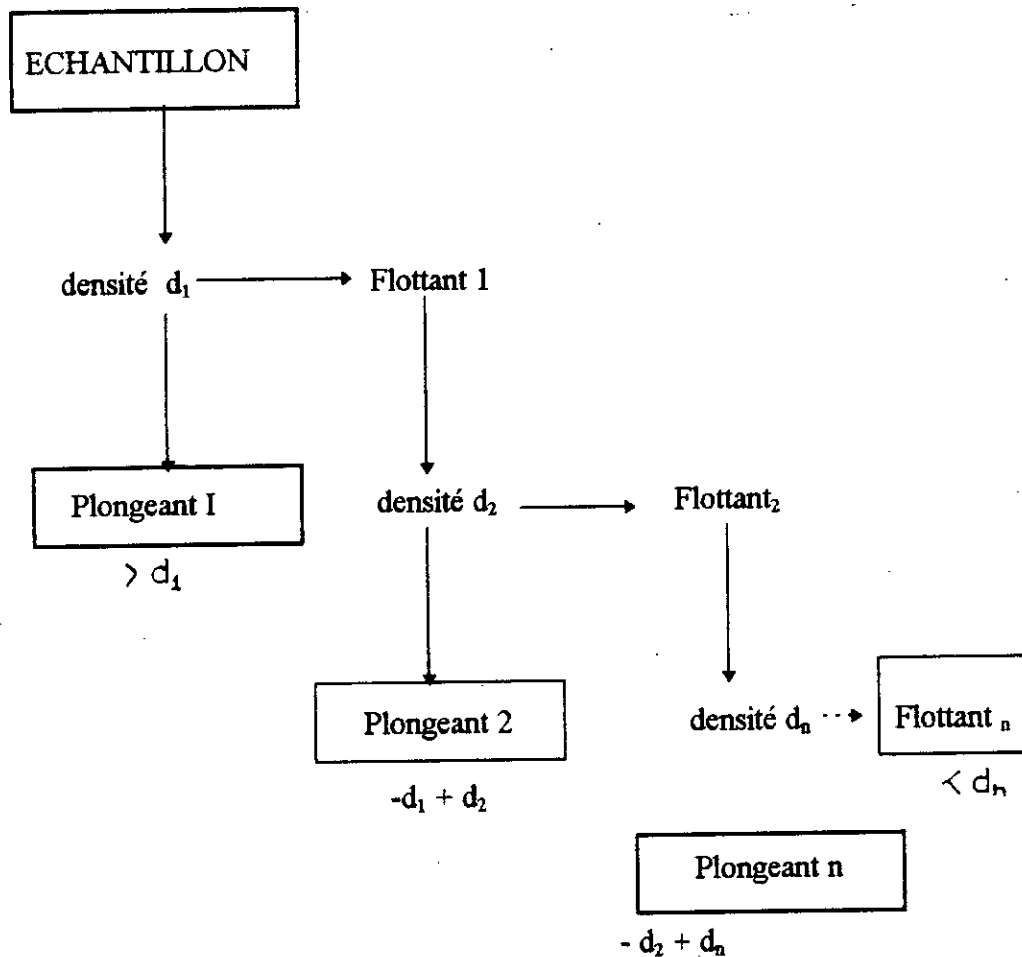 ECHANTILLON
densité d₁ Flottant 1
Plongeant I
> d₁
densité d₂ Flottant₂
Plongeant 2
-d₁ + d₂
densité dₙ Flottant ₙ
< dₙ
Plongeant n
- d₂ + dₙ